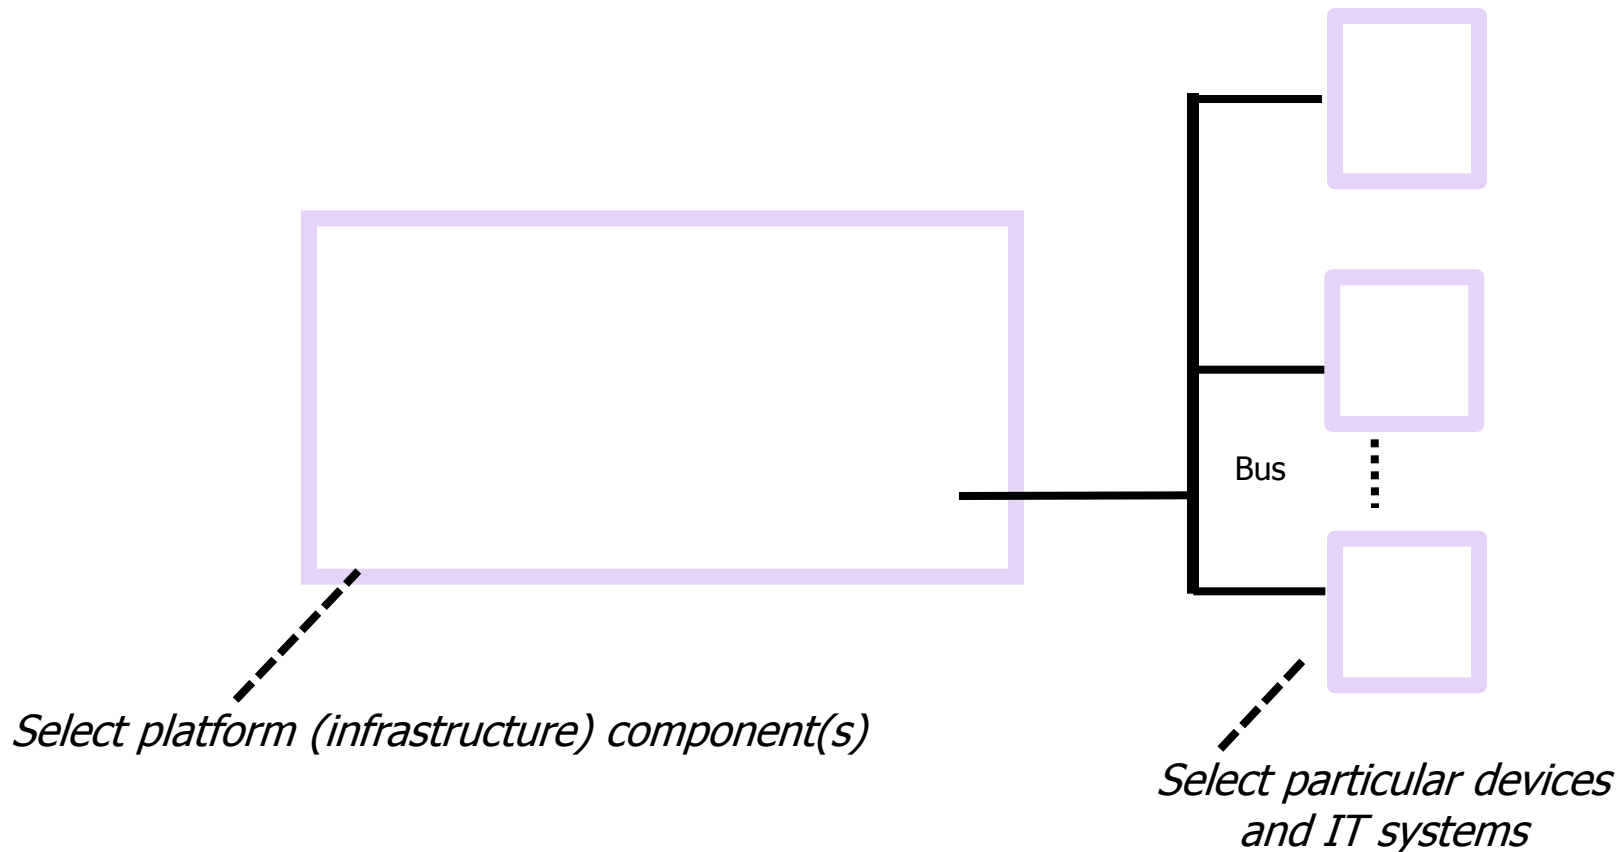 Bus
Select platform (infrastructure) component(s)
Select particular devices
and IT systems